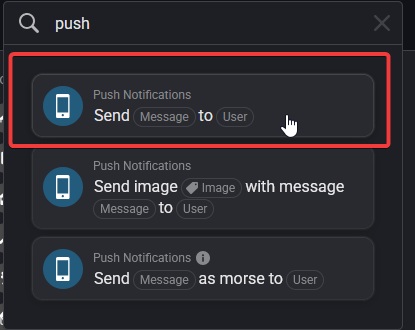 push
Push Notifications
Send Message to User
Push Notifications
Send image Image with message
Message to User
Push Notifications
Send Message as morse to User